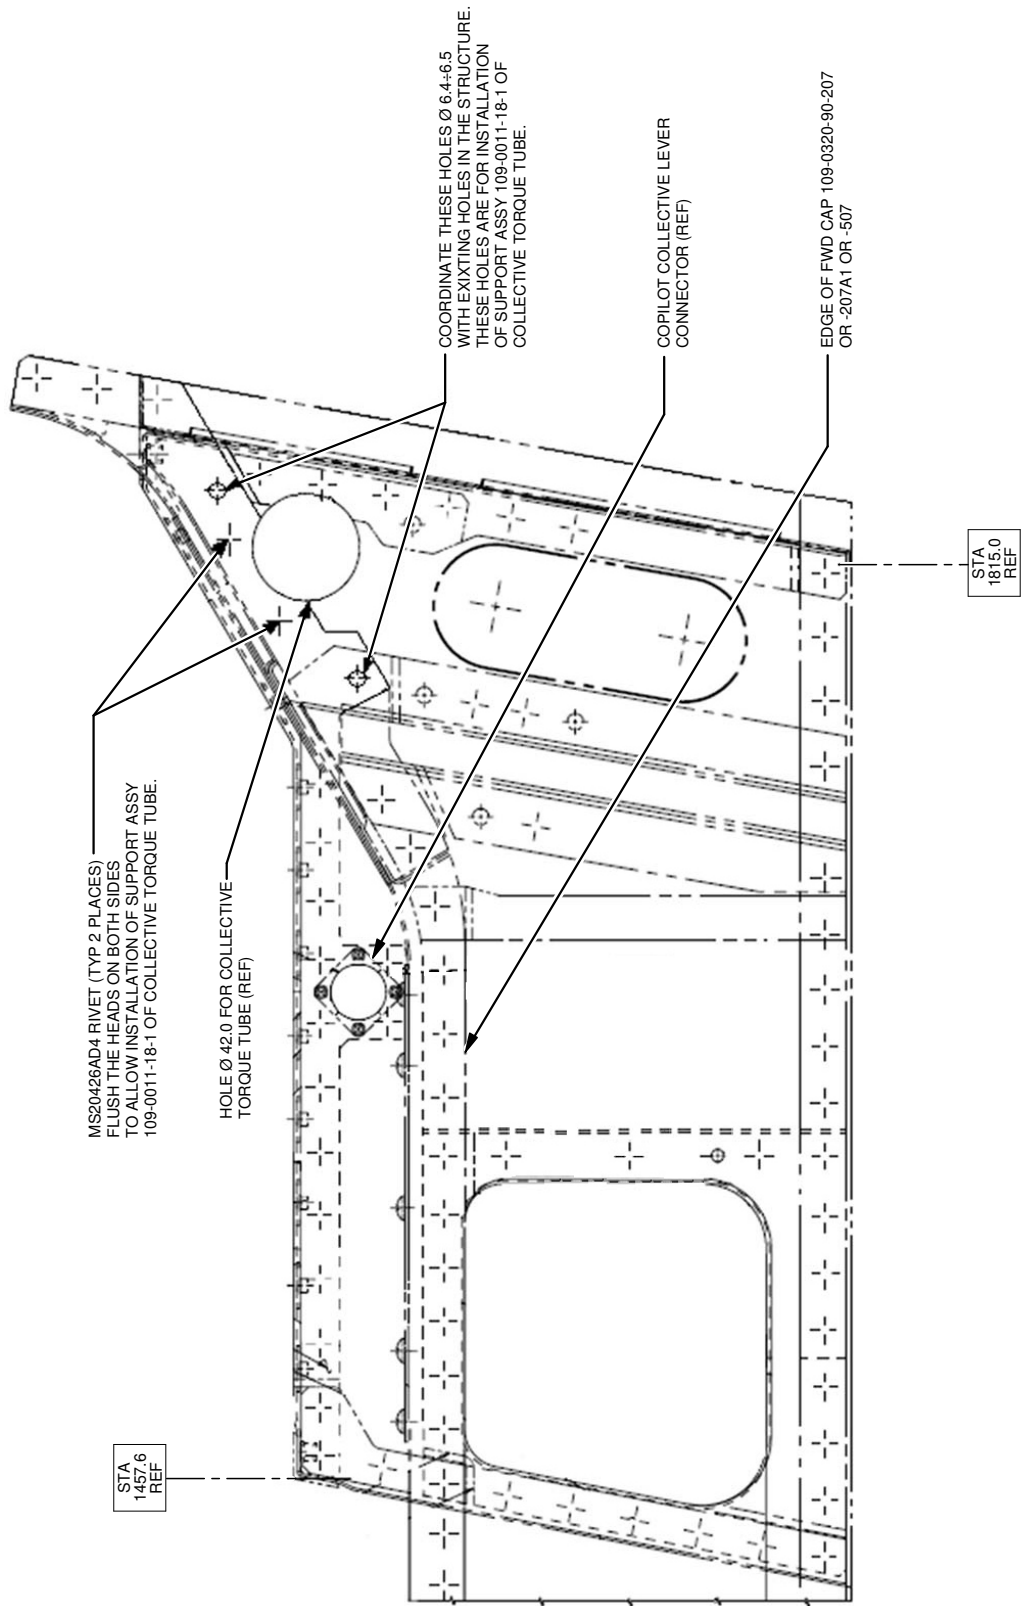 MS20426AD4 RIVET (TYP 2 PLACES)
FLUSH THE HEADS ON BOTH SIDES
TO ALLOW INSTALLATION OF SUPPORT ASSY
109-0011-18-1 OF COLLECTIVE TORQUE TUBE.
HOLE Ø 42.0 FOR COLLECTIVE
TORQUE TUBE (REF)
COORDINATE THESE HOLES Ø 6.4÷6.5
WITH EXIXTING HOLES IN THE STRUCTURE.
THESE HOLES ARE FOR INSTALLATION
OF SUPPORT ASSY 109-0011-18-1 OF
COLLECTIVE TORQUE TUBE.
COPILOT COLLECTIVE LEVER
CONNECTOR (REF)
EDGE OF FWD CAP 109-0320-90-207
OR -207A1 OR -507
STA
1457.6
REF
STA
1815.0
REF